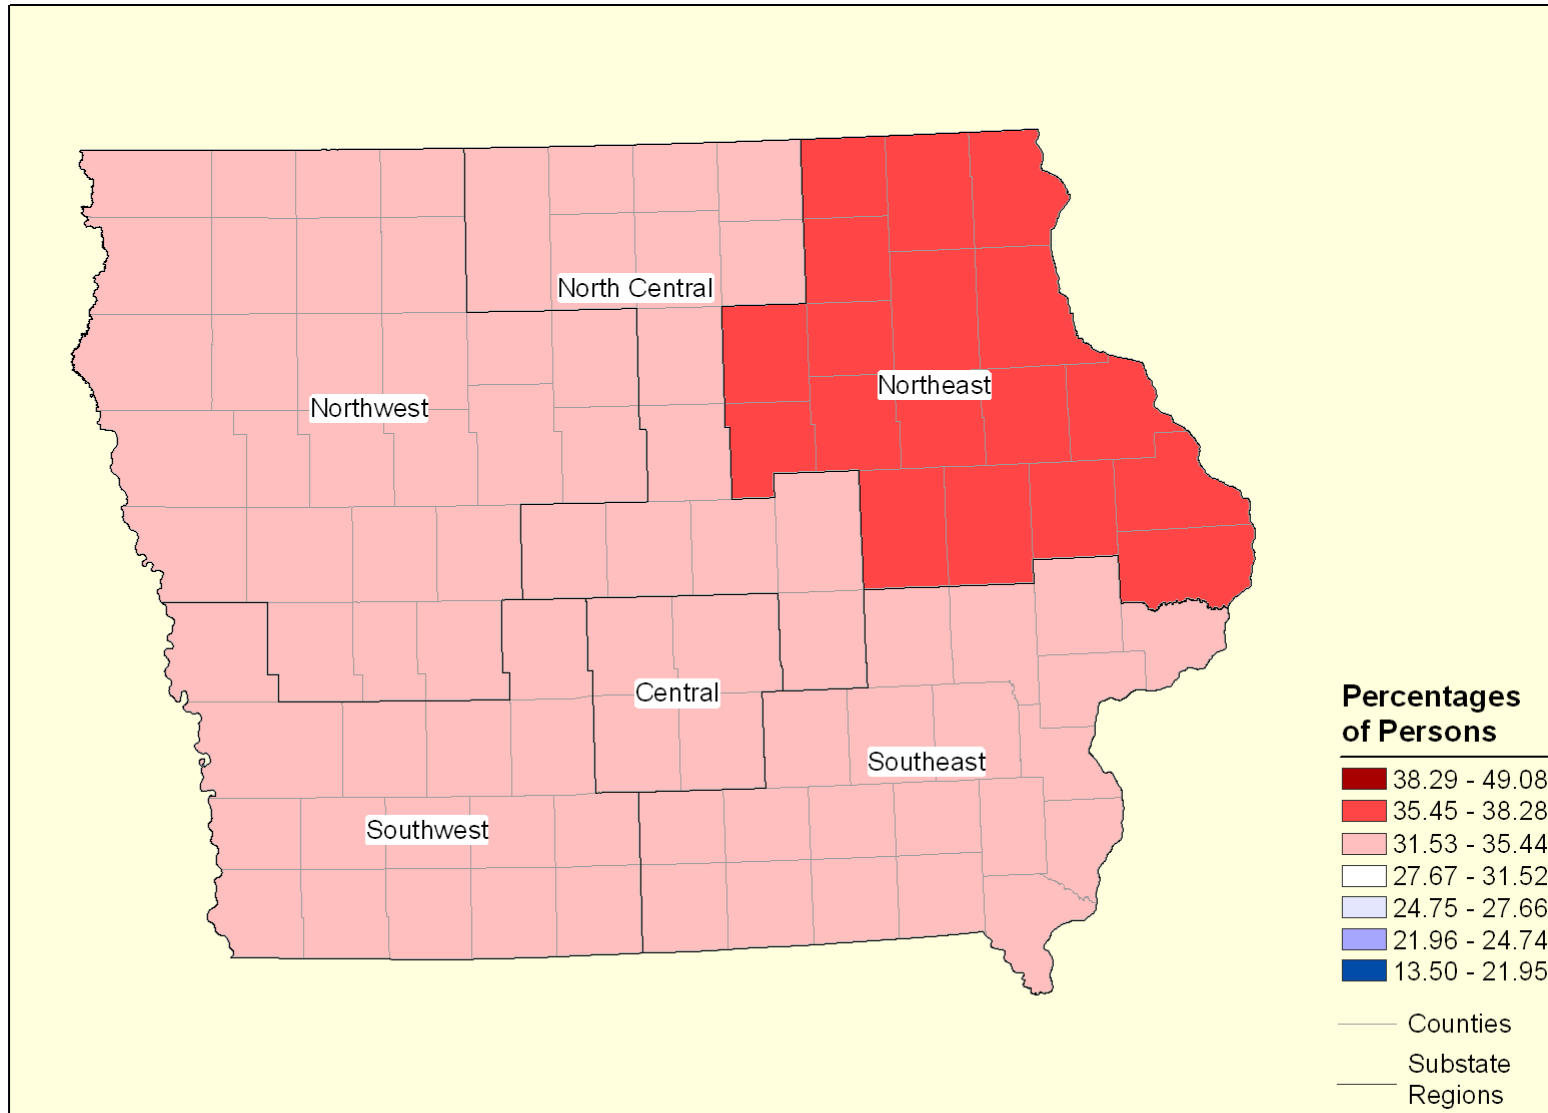 North Central
Northwest
Northeast
Central
Southeast
Southwest
Percentages
of Persons
38.29 - 49.08
35.45 - 38.28
31.53 - 35.44
27.67 - 31.52
24.75 - 27.66
21.96 - 24.74
13.50 - 21.95
Counties
Substate
Regions